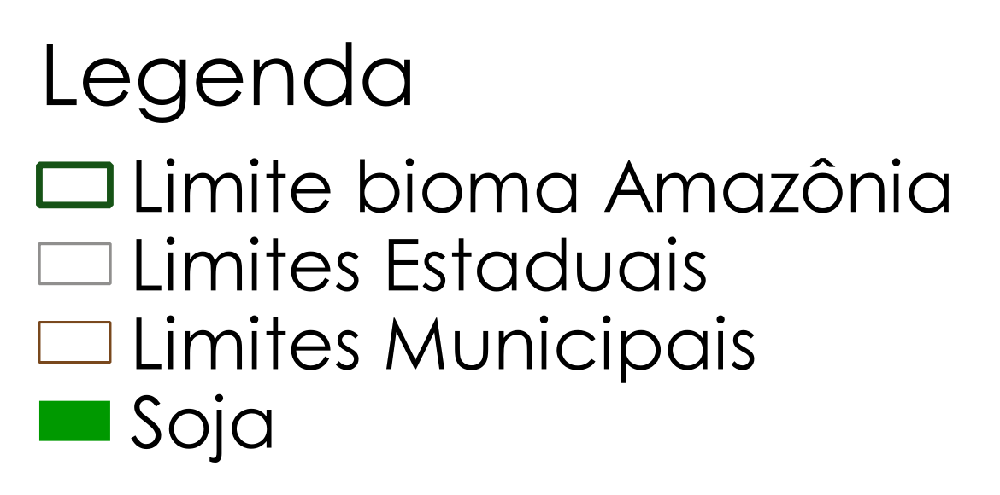 Legenda
Limite bioma Amazônia
Limites Estaduais
Limites Municipais
Soja